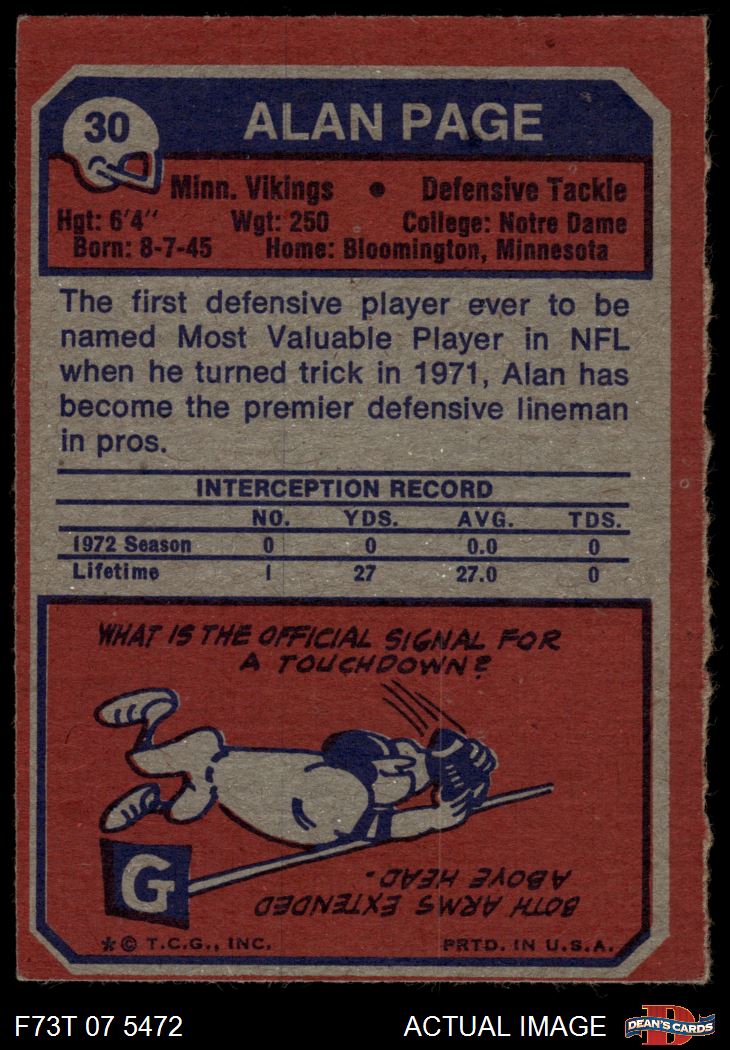 30
ALAN PAGE
Minn. Vikings • Defensive Tackle
Hgt: 6'4" Wgt: 250 College: Notre Dame
Born: 8-7-45 Home: Bloomington, Minnesota
The first defensive player ever to be
named Most Valuable Player in NFL
when he turned trick in 1971, Alan has
become the premier defensive lineman
in pros.
INTERCEPTION RECORD
NO. YDS. AVG. TDS.
1972 Season 0 0 0.0 0
Lifetime 1 27 27.0 0
WHAT IS THE OFFICIAL SIGNAL FOR
A TOUCHDOWN?
G
BOTH ARMS EXTENDED
ABOVE HEAD.
*© T.C.G., INC. PRTD. IN U.S.A.
F73T 07 5472 ACTUAL IMAGE D DEAN'S CARDS